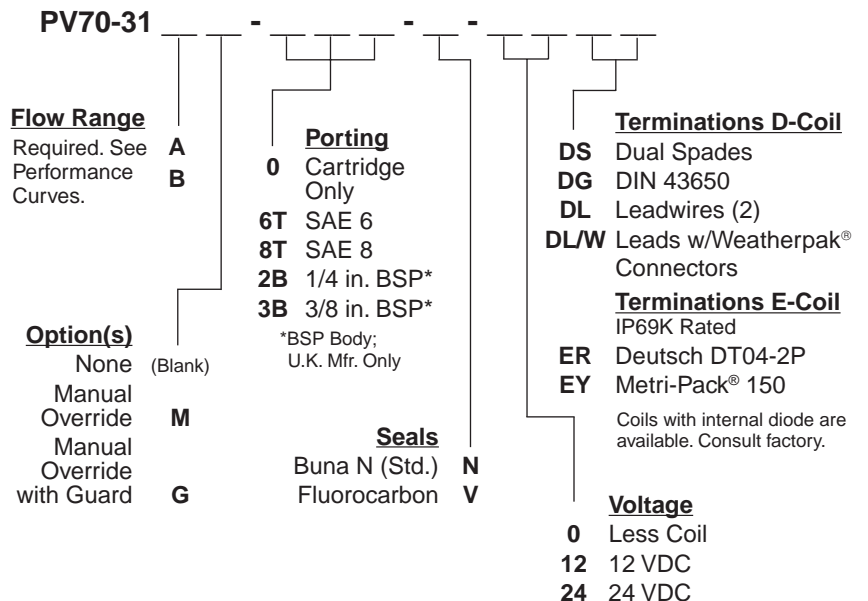 PV70-31 __ __ - __ __ __ - __ - __ __ __ __
Flow Range
Required. See
Performance
Curves.
A
B
Option(s)
None (Blank)
Manual
Override M
Manual
Override
with Guard G
Porting
0 Cartridge
Only
6T SAE 6
8T SAE 8
2B 1/4 in. BSP*
3B 3/8 in. BSP*
*BSP Body;
U.K. Mfr. Only
Seals
Buna N (Std.) N
Fluorocarbon V
Terminations D-Coil
DS Dual Spades
DG DIN 43650
DL Leadwires (2)
DL/W Leads w/Weatherpak®
Connectors
Terminations E-Coil
IP69K Rated
ER Deutsch DT04-2P
EY Metri-Pack® 150
Coils with internal diode are
available. Consult factory.
Voltage
0 Less Coil
12 12 VDC
24 24 VDC